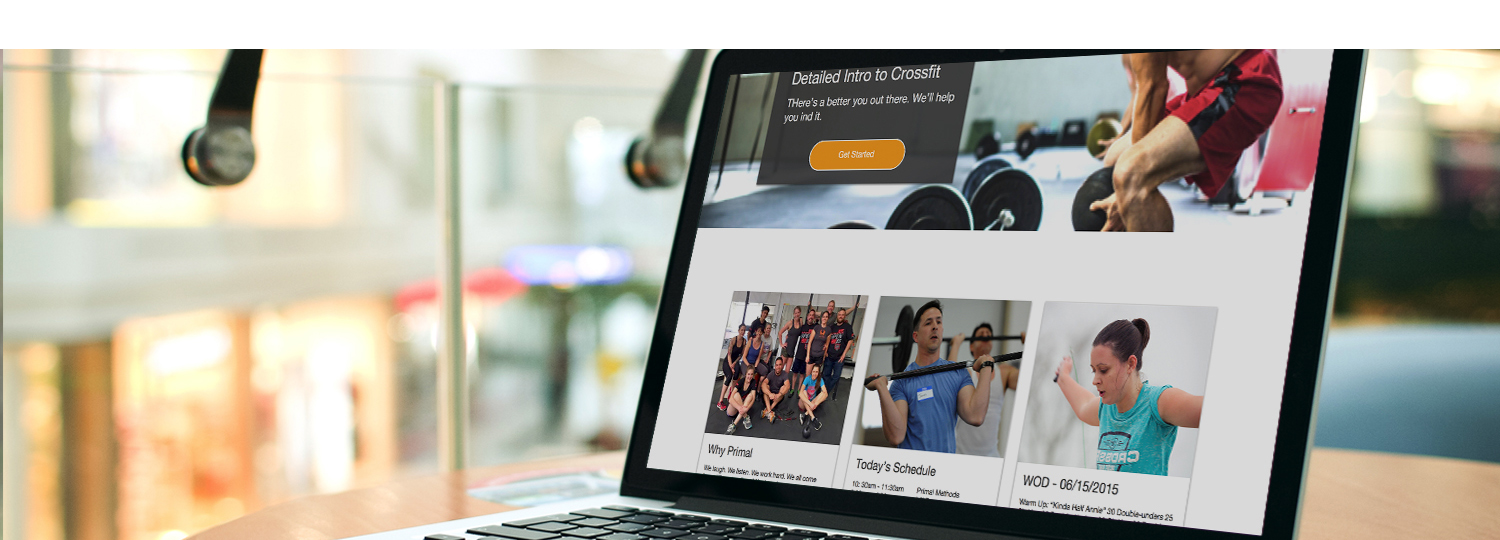 Detailed Intro to Crossfit
THere's a better you out there. We'll help
you ind it.
Get Started
Why Primal
We laugh. We listen. We work hard. We all come
Today's Schedule
10: 30am - 11:30am Primal Methods
WOD - 06/15/2015
Warm Up: "Kinda Half Annie" 30 Double-unders 25